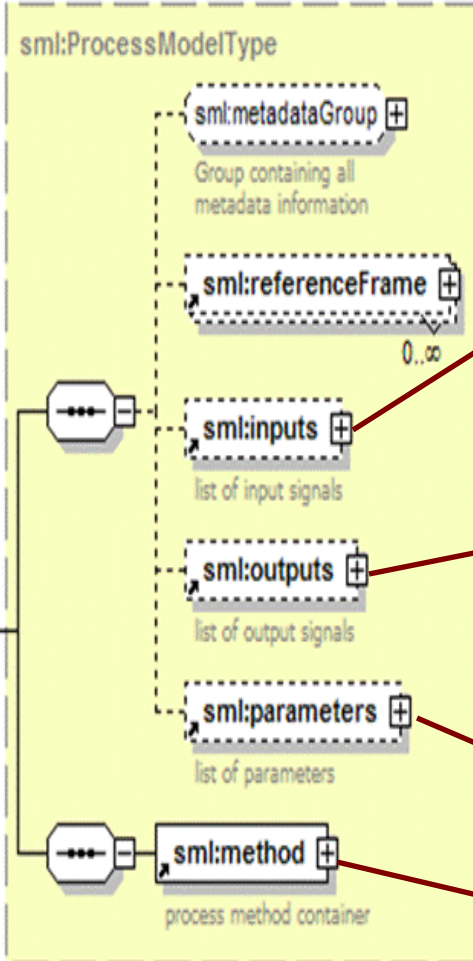 sml:ProcessModelType
sml:metadataGroup
Group containing all
metadata information
sml:referenceFrame
0..∞
sml:inputs
list of input signals
sml:outputs
list of output signals
sml:parameters
list of parameters
sml:method
process method container